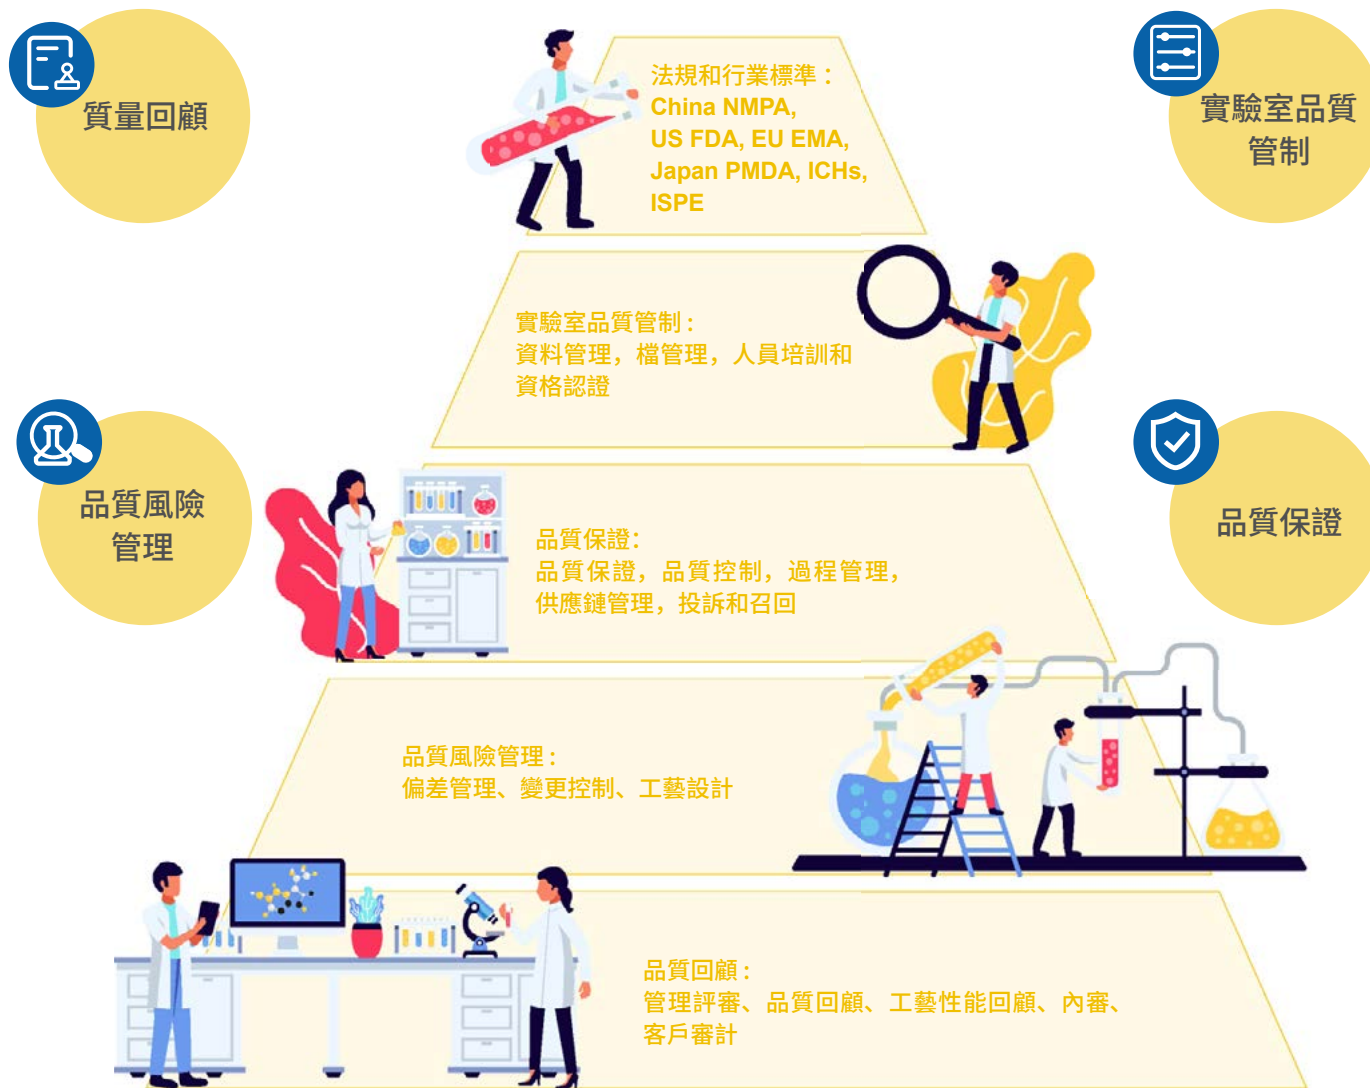 質量回顧
實驗室品質
管制
法規和行業標準：
China NMPA,
US FDA, EU EMA,
Japan PMDA, ICHs,
ISPE
實驗室品質管制：
資料管理，檔管理，人員培訓和
資格認證
品質風險
管理
品質保證
品質保證：
品質保證，品質控制，過程管理，
供應鏈管理，投訴和召回
品質風險管理：
偏差管理、變更控制、工藝設計
品質回顧：
管理評審、品質回顧、工藝性能回顧、內審、
客戶審計